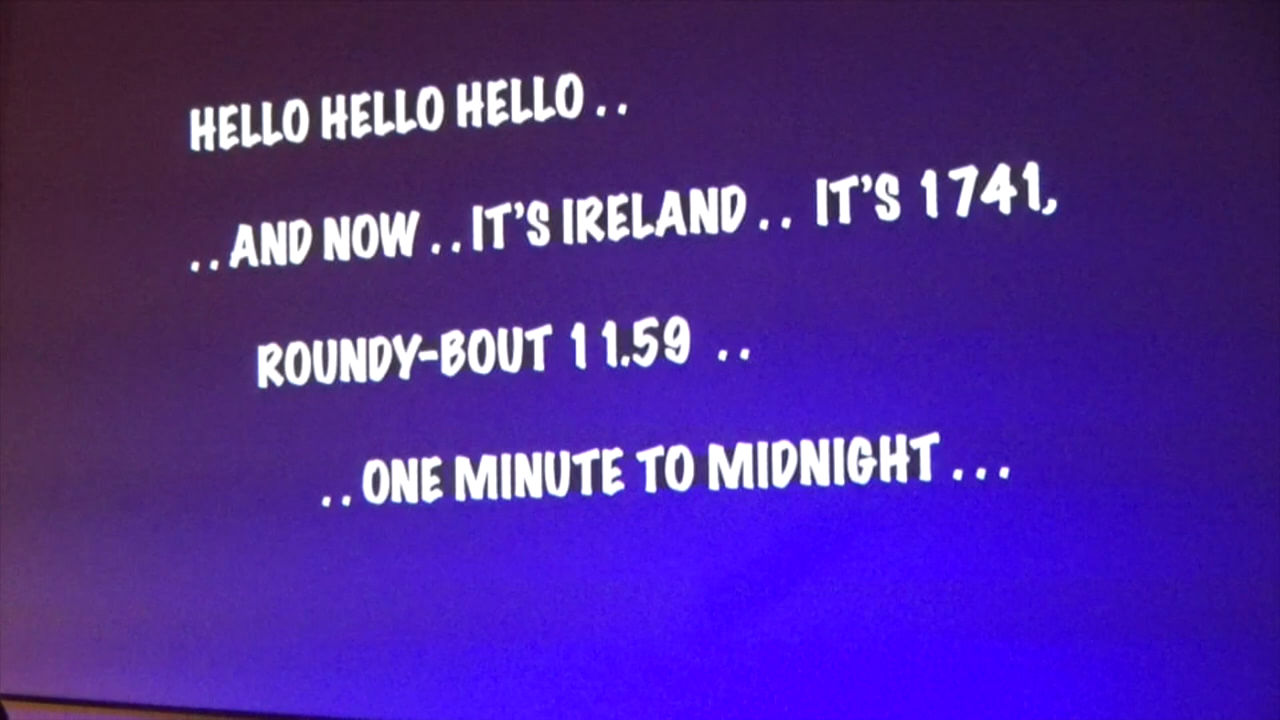 HELLO HELLO HELLO ..
.. AND NOW .. IT'S IRELAND .. IT'S 1741,
ROUNDY-BOUT 11.59 ..
.. ONE MINUTE TO MIDNIGHT ...